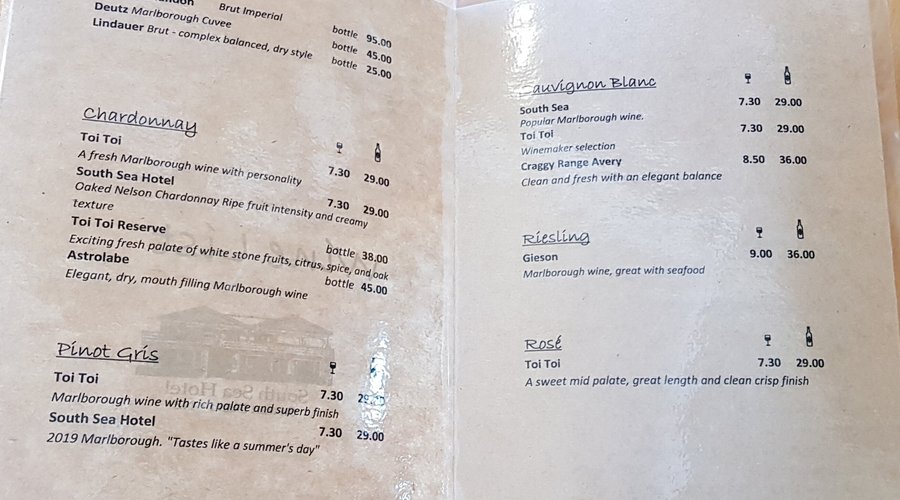 Brut Imperial
bottle 95.00
Deutz Marlborough Cuvee
bottle 45.00
Lindauer Brut - complex balanced, dry style
bottle 25.00
Chardonnay
Toi Toi
7.30 29.00
A fresh Marlborough wine with personality
South Sea Hotel
7.30 29.00
Oaked Nelson Chardonnay Ripe fruit intensity and creamy
texture
Toi Toi Reserve
bottle 38.00
Exciting fresh palate of white stone fruits, citrus, spice, and oak
Astrolabe
bottle 45.00
Elegant, dry, mouth filling Marlborough wine
Pinot Gris
Toi Toi
7.30 29.00
Marlborough wine with rich palate and superb finish
South Sea Hotel
7.30 29.00
2019 Marlborough. "Tastes like a summer's day"
Sauvignon Blanc
South Sea 7.30 29.00
Popular Marlborough wine.
Toi Toi 7.30 29.00
Winemaker selection
Craggy Range Avery 8.50 36.00
Clean and fresh with an elegant balance
Riesling
Gieson 9.00 36.00
Marlborough wine, great with seafood
Rosé
Toi Toi 7.30 29.00
A sweet mid palate, great length and clean crisp finish